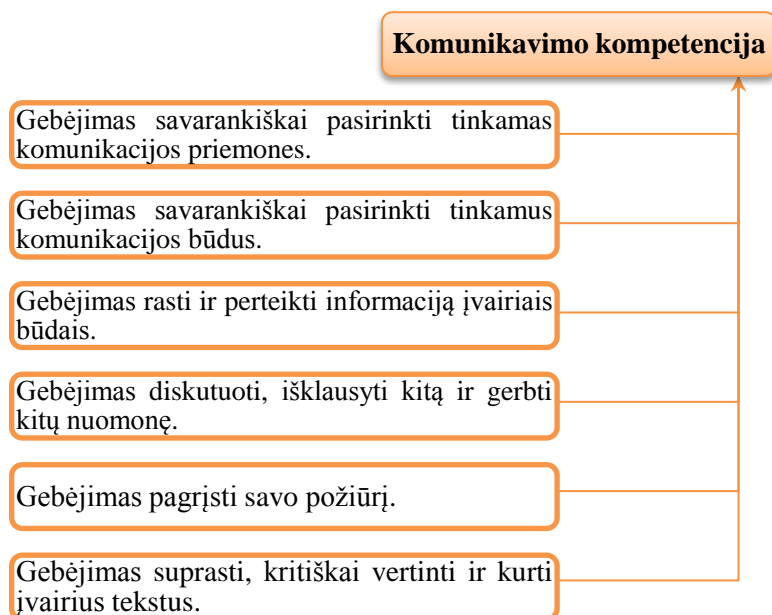 Komunikavimo kompetencija
Gebėjimas savarankiškai pasirinkti tinkamas
komunikacijos priemones.
Gebėjimas savarankiškai pasirinkti tinkamus
komunikacijos būdus.
Gebėjimas rasti ir perteikti informaciją įvairiais
būdais.
Gebėjimas diskutuoti, išklausyti kitą ir gerbti
kitų nuomonę.
Gebėjimas pagrįsti savo požiūrį.
Gebėjimas suprasti, kritiškai vertinti ir kurti
įvairius tekstus.